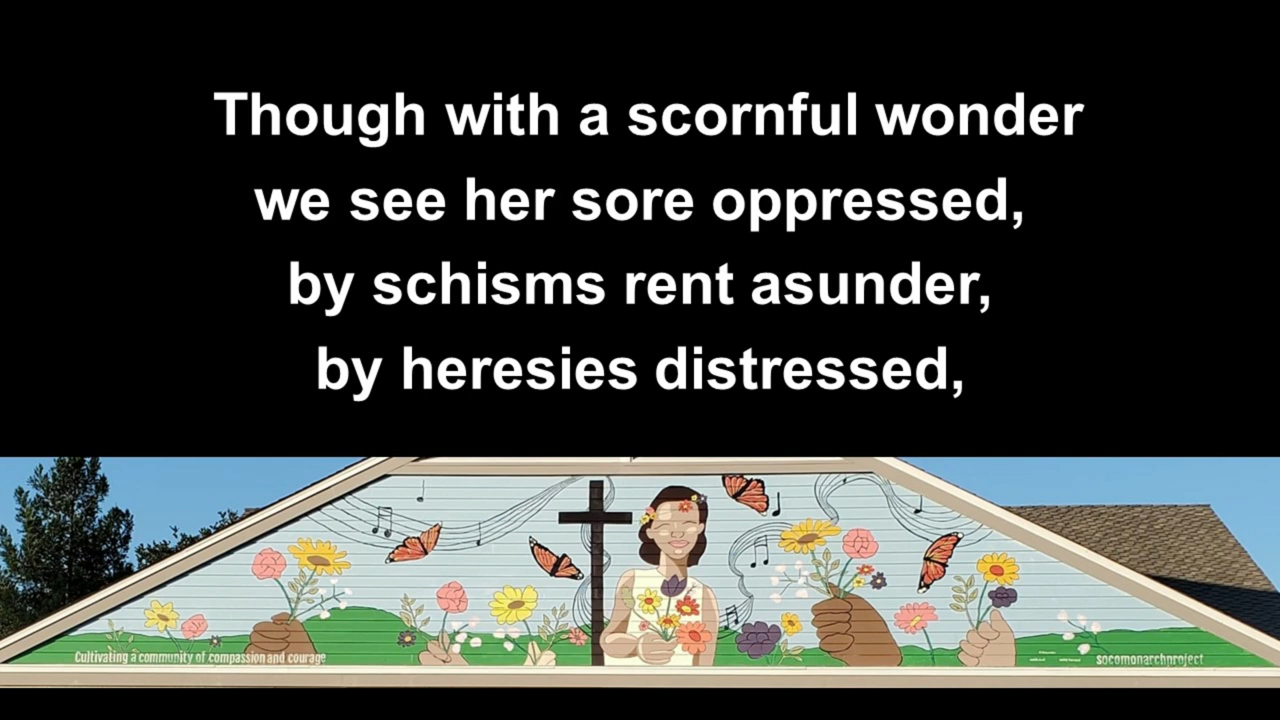 Though with a scornful wonder
we see her sore oppressed,
by schisms rent asunder,
by heresies distressed,
Cultivating a community of compassion and courage
socomonarchproject